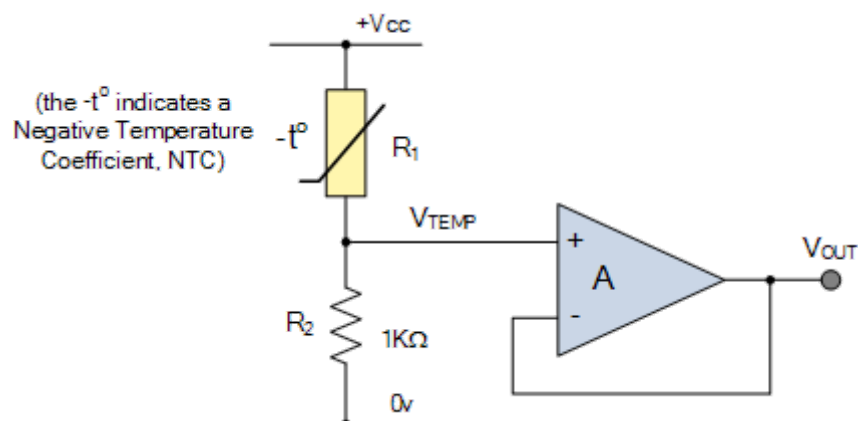 +Vcc
(the -t° indicates a
Negative Temperature
Coefficient, NTC)
-t°
R₁
VTEMP
+
A
-
VOUT
R₂
1KΩ
0v